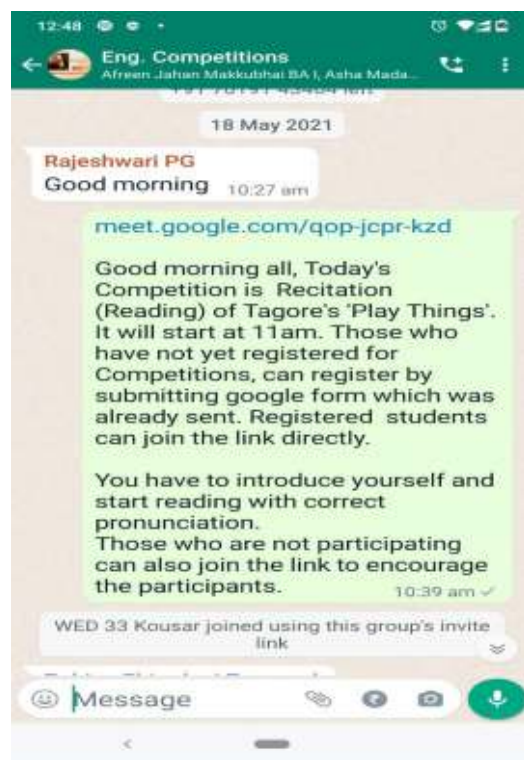 12:48
Eng. Competitions
Afreen Jahan Makkubhai BA I, Asha Mada...
18 May 2021
Rajeshwari PG
Good morning 10:27 am
meet.google.com/qop-jcpr-kzd
Good morning all, Today's
Competition is Recitation
(Reading) of Tagore's 'Play Things'.
It will start at 11am. Those who
have not yet registered for
Competitions, can register by
submitting google form which was
already sent. Registered students
can join the link directly.
You have to introduce yourself and
start reading with correct
pronunciation.
Those who are not participating
can also join the link to encourage
the participants. 10:39 am
WED 33 Kousar joined using this group's invite
link
Message